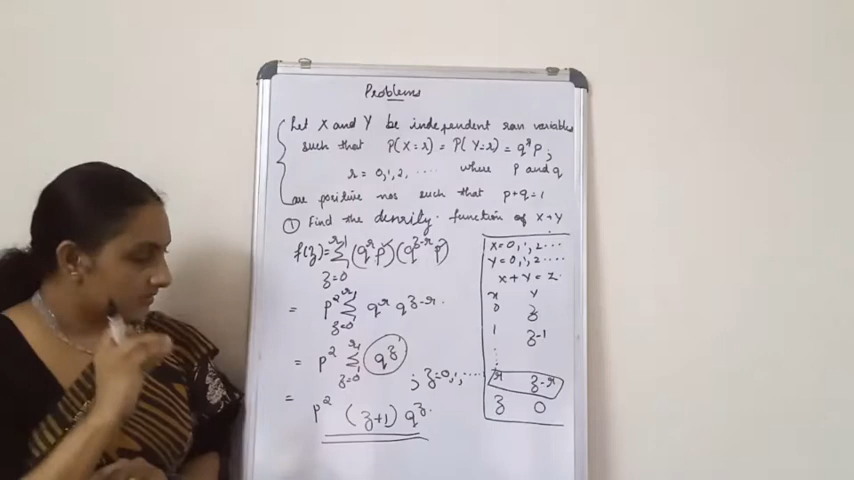 Problems
Let X and Y be independent ran variables
such that P(X=r) = P(Y=r) = q^r p ;
r = 0,1,2, .... where p and q
are positive nos such that p+q=1
① Find the density function of X+Y
f(z) = Σ_{z=0}^{r} (q^r p) (q^{z-r} p)
= p² Σ_{z=0}^{r} q^r q^{z-r}.
= p² Σ_{z=0}^{r} q^z
; z=0,1,....
= p² (z+1) q^z.
X=0,1,2...
Y=0,1,2....
X+Y = Z.
x y
0 z
1 z-1
⋮
r z-r
z 0